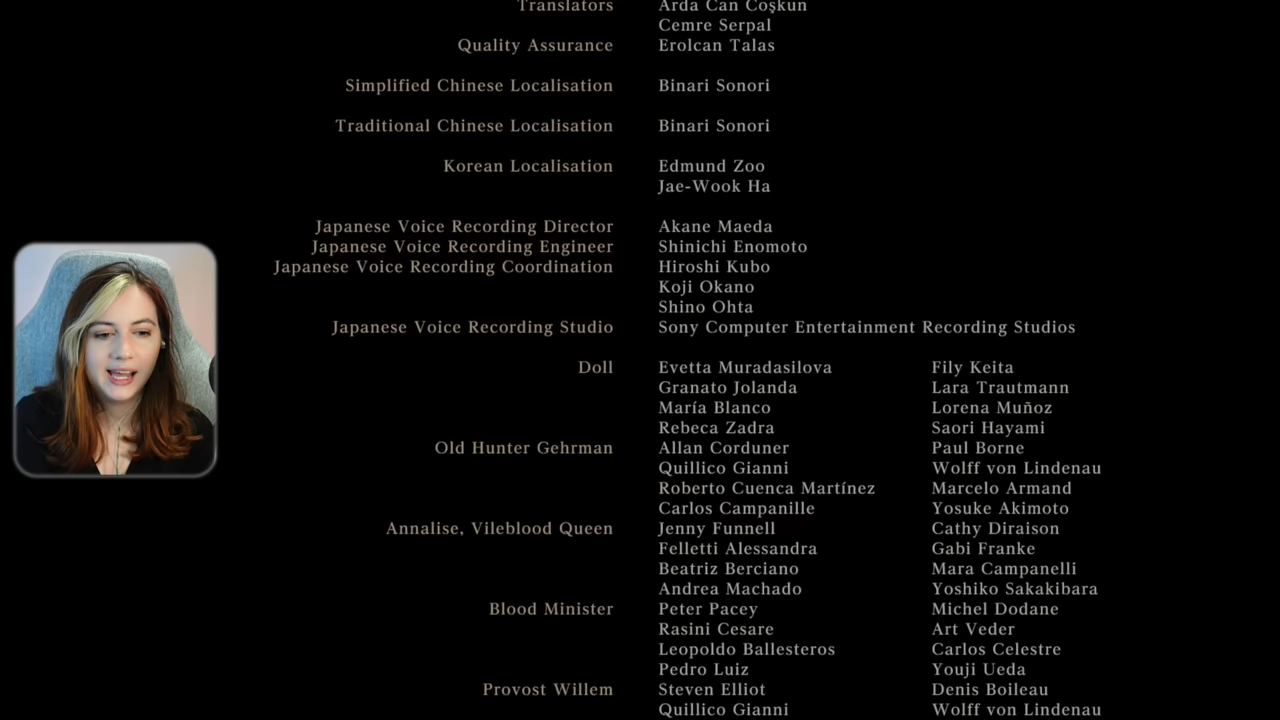 Translators Arda Can Coşkun
Cemre Serpal
Quality Assurance Erolcan Talas
Simplified Chinese Localisation Binari Sonori
Traditional Chinese Localisation Binari Sonori
Korean Localisation Edmund Zoo
Jae-Wook Ha
Japanese Voice Recording Director Akane Maeda
Japanese Voice Recording Engineer Shinichi Enomoto
Japanese Voice Recording Coordination Hiroshi Kubo
Koji Okano
Shino Ohta
Japanese Voice Recording Studio Sony Computer Entertainment Recording Studios
Doll Evetta Muradasilova Fily Keita
Granato Jolanda Lara Trautmann
María Blanco Lorena Muñoz
Rebeca Zadra Saori Hayami
Old Hunter Gehrman Allan Corduner Paul Borne
Quillico Gianni Wolff von Lindenau
Roberto Cuenca Martínez Marcelo Armand
Carlos Campanille Yosuke Akimoto
Annalise, Vileblood Queen Jenny Funnell Cathy Diraison
Felletti Alessandra Gabi Franke
Beatriz Berciano Mara Campanelli
Andrea Machado Yoshiko Sakakibara
Blood Minister Peter Pacey Michel Dodane
Rasini Cesare Art Veder
Leopoldo Ballesteros Carlos Celestre
Pedro Luiz Youji Ueda
Provost Willem Steven Elliot Denis Boileau
Quillico Gianni Wolff von Lindenau